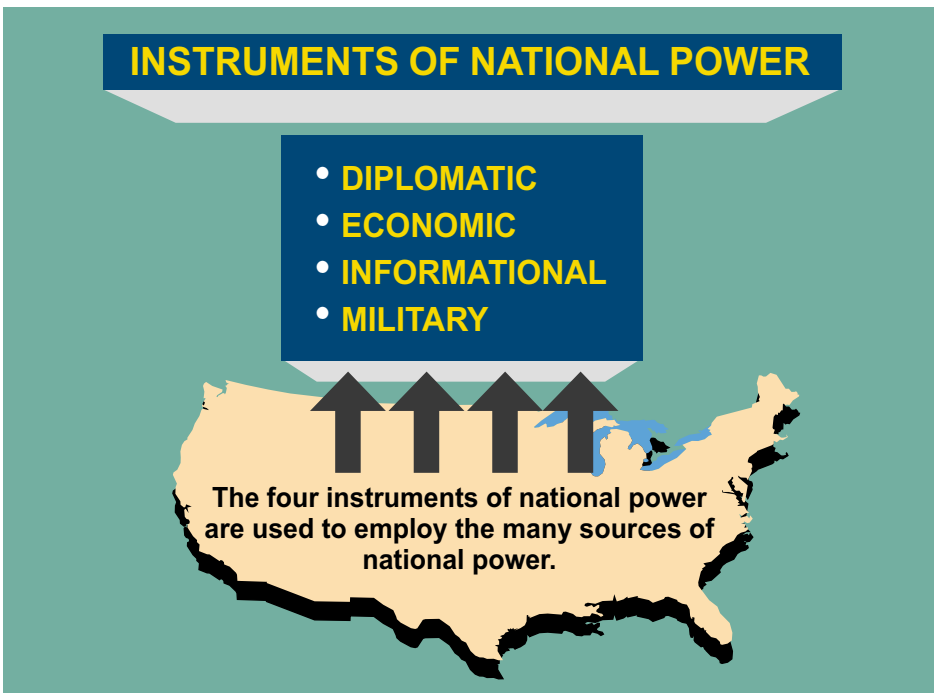 INSTRUMENTS OF NATIONAL POWER
• DIPLOMATIC
• ECONOMIC
• INFORMATIONAL
• MILITARY
The four instruments of national power
are used to employ the many sources of
national power.